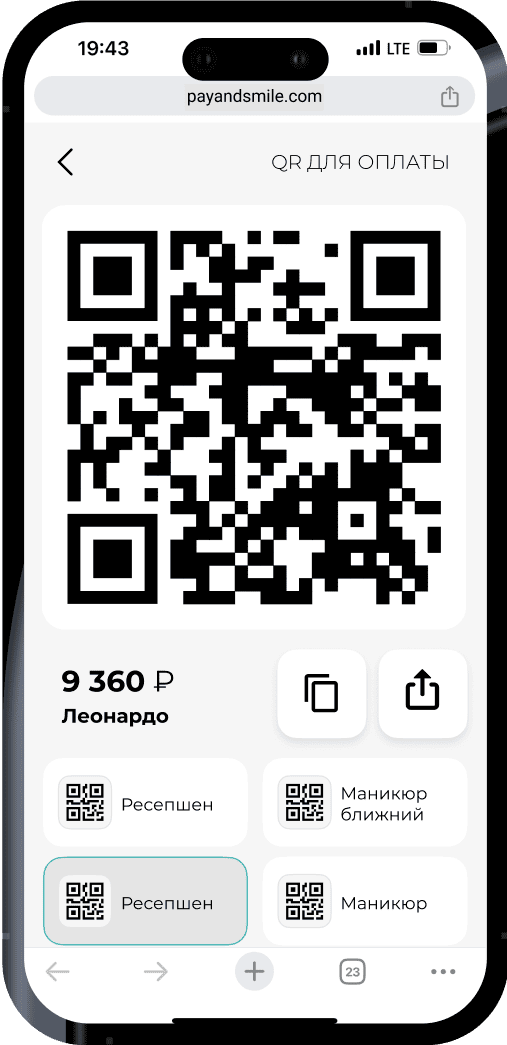 19:43
LTE
payandsmile.com
QR ДЛЯ ОПЛАТЫ
9 360 ₽
Леонардо
Ресепшен
Маникюр
ближний
Ресепшен
Маникюр
23